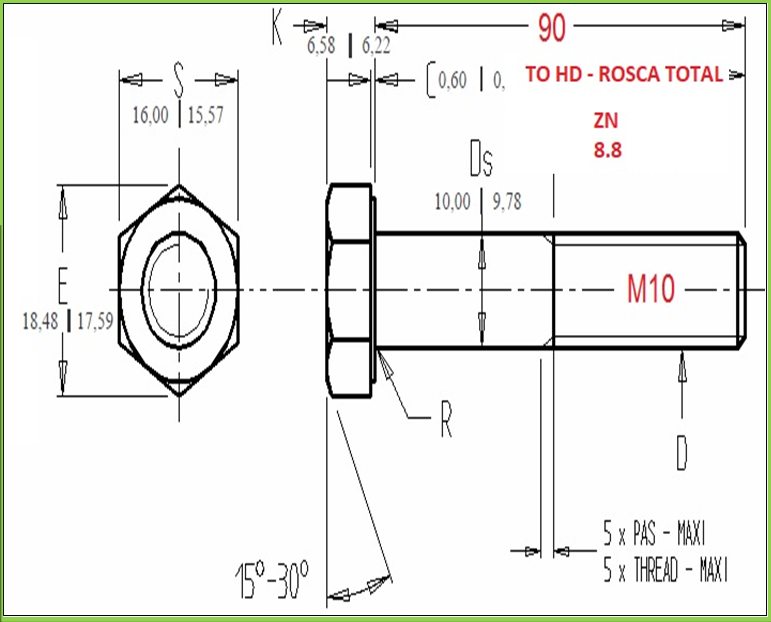 K
6,58 | 6,22
90
0,60 | 0,
TO HD - ROSCA TOTAL
S
16,00 | 15,57
ZN
8.8
Ds
10,00 | 9,78
E
18,48 | 17,59
M10
R
D
5 x PAS - MAXI
5 x THREAD - MAXI
15°-30°